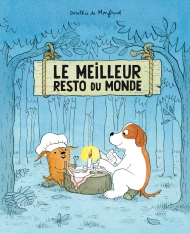 Dorothée de Monfreid
LE MEILLEUR
RESTO DU MONDE